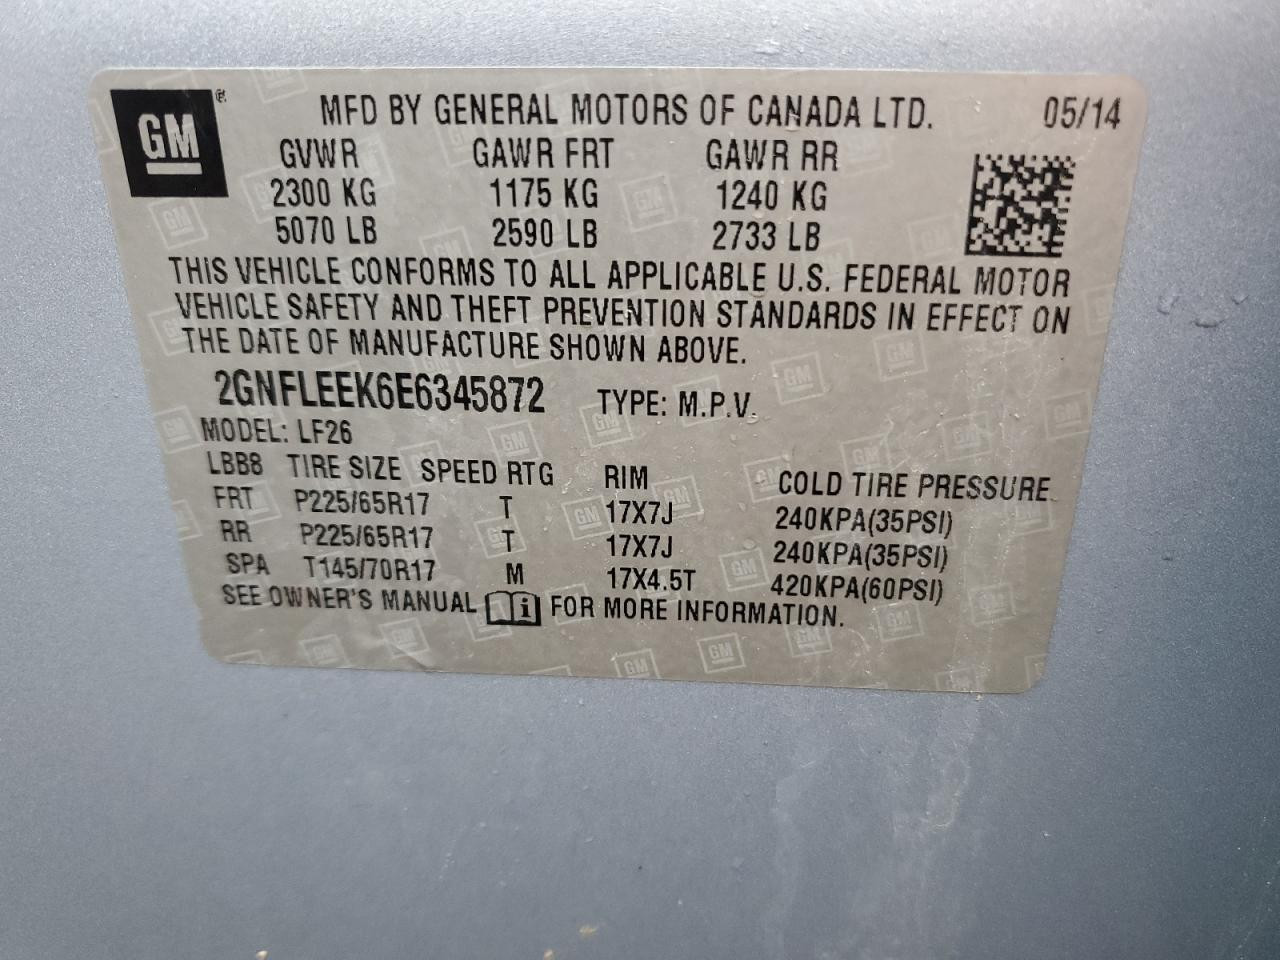 GM ® MFD BY GENERAL MOTORS OF CANADA LTD. 05/14
GVWR GAWR FRT GAWR RR
2300 KG 1175 KG 1240 KG
5070 LB 2590 LB 2733 LB
THIS VEHICLE CONFORMS TO ALL APPLICABLE U.S. FEDERAL MOTOR
VEHICLE SAFETY AND THEFT PREVENTION STANDARDS IN EFFECT ON
THE DATE OF MANUFACTURE SHOWN ABOVE.
2GNFLEEK6E6345872 TYPE: M.P.V.
MODEL: LF26
LBB8 TIRE SIZE SPEED RTG RIM COLD TIRE PRESSURE
FRT P225/65R17 T 17X7J 240KPA(35PSI)
RR P225/65R17 T 17X7J 240KPA(35PSI)
SPA T145/70R17 M 17X4.5T 420KPA(60PSI)
SEE OWNER'S MANUAL i FOR MORE INFORMATION.